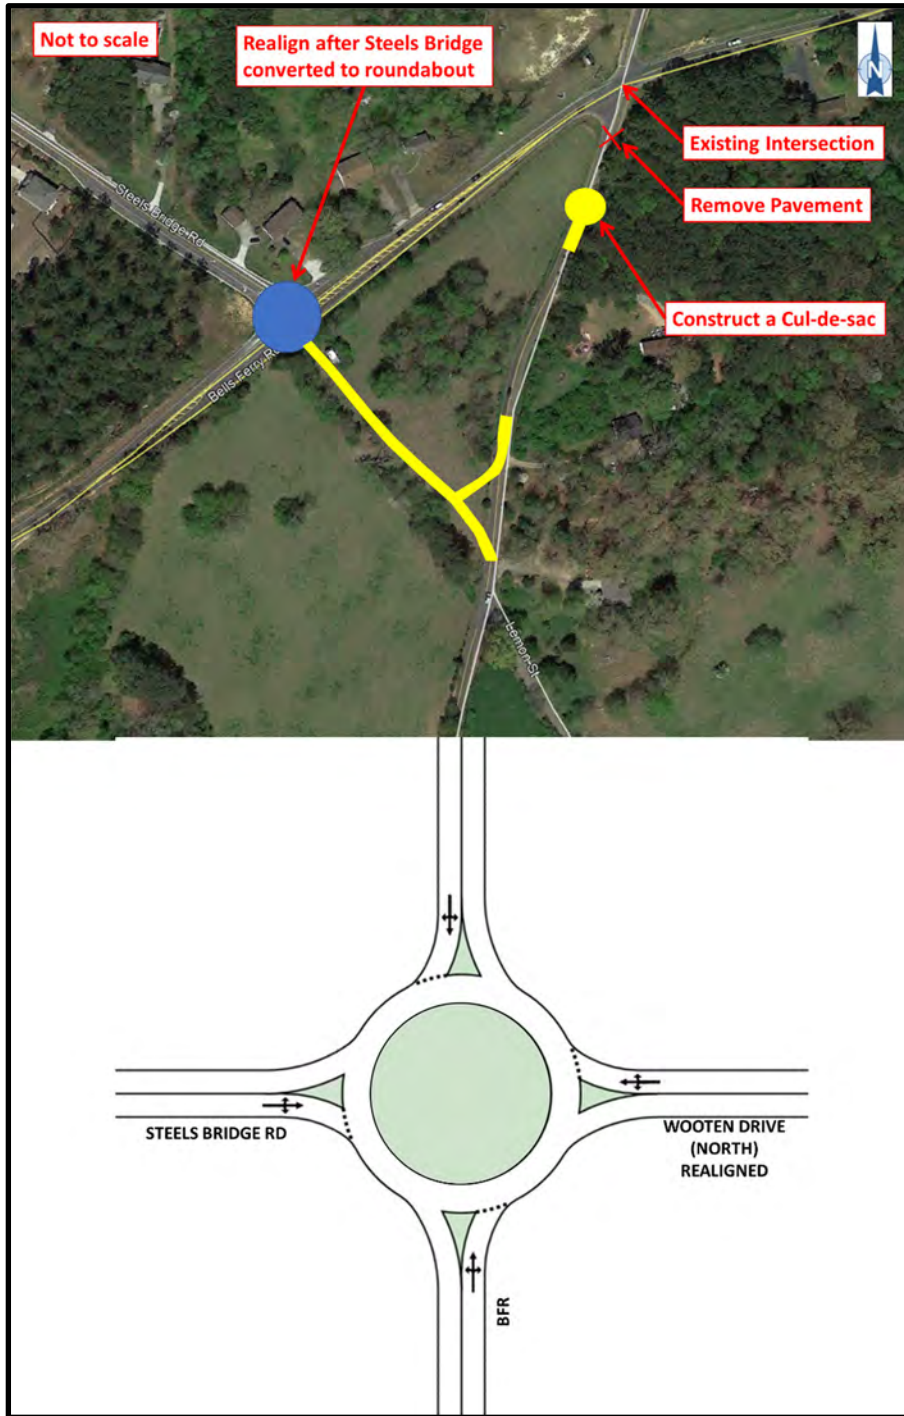 Not to scale
Realign after Steels Bridge
converted to roundabout
N
Existing Intersection
Remove Pavement
Steels Bridge Rd
Construct a Cul-de-sac
Bells Ferry Rd
Lemon St
STEELS BRIDGE RD
WOOTEN DRIVE
(NORTH)
REALIGNED
BFR